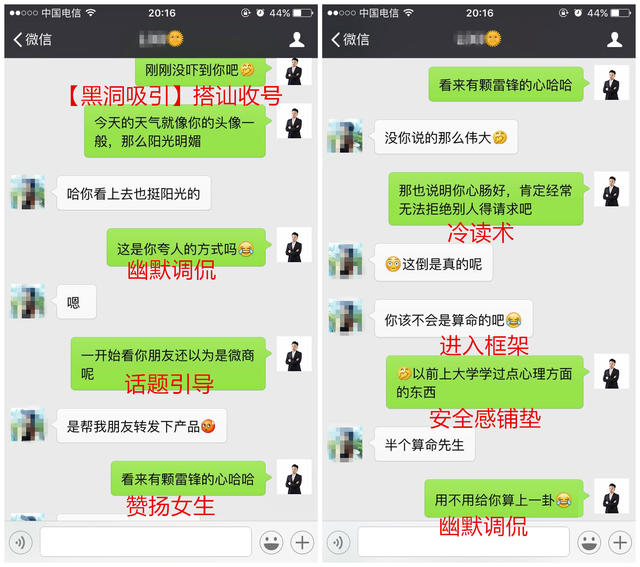 ●●○○○ 中国电信 20:16 44%
微信
刚刚没吓到你吧🤣
【黑洞吸引】搭讪收号
今天的天气就像你的头像一
般，那么阳光明媚
哈你看上去也挺阳光的
这是你夸人的方式吗😂
幽默调侃
嗯
一开始看你朋友还以为是微商
呢
话题引导
是帮我朋友转发下产品
看来有颗雷锋的心哈哈
赞扬女生
●●○○○ 中国电信 20:16 44%
微信
看来有颗雷锋的心哈哈
没你说的那么伟大🤣
那也说明你心肠好，肯定经常
无法拒绝别人得请求吧
冷读术
😳这倒是真的呢
你该不会是算命的吧😂
进入框架
🤣以前上大学学过点心理方面
的东西
安全感铺垫
半个算命先生
用不用给你算上一卦😂
幽默调侃